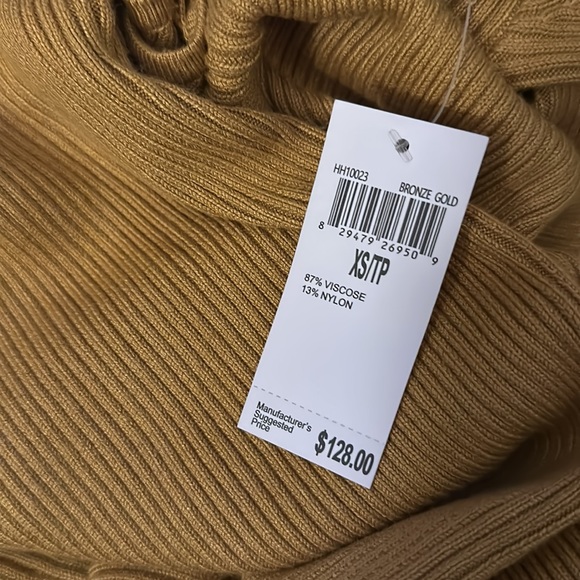 HH10023 BRONZE GOLD
8 29479 26950 9
XS/TP
87% VISCOSE
13% NYLON
Manufacturer's
Suggested
Price
$128.00